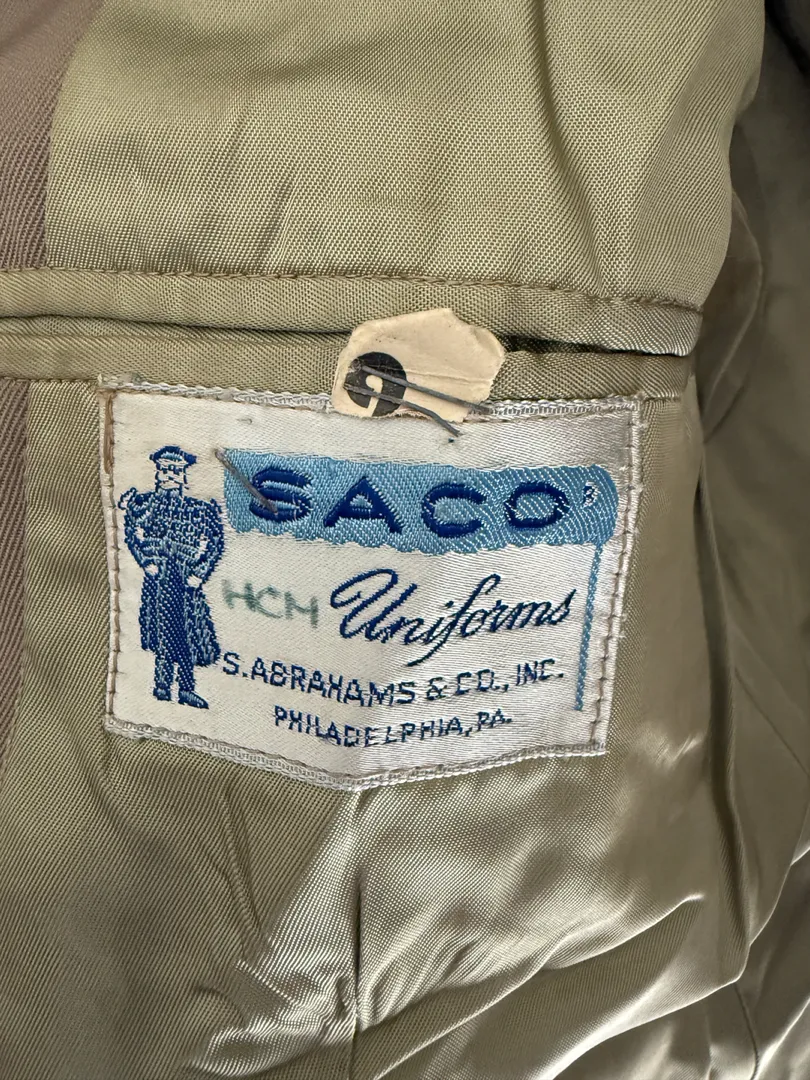 SACO
HCM Uniforms
S. ABRAHAMS & CO., INC.
PHILADELPHIA, PA.